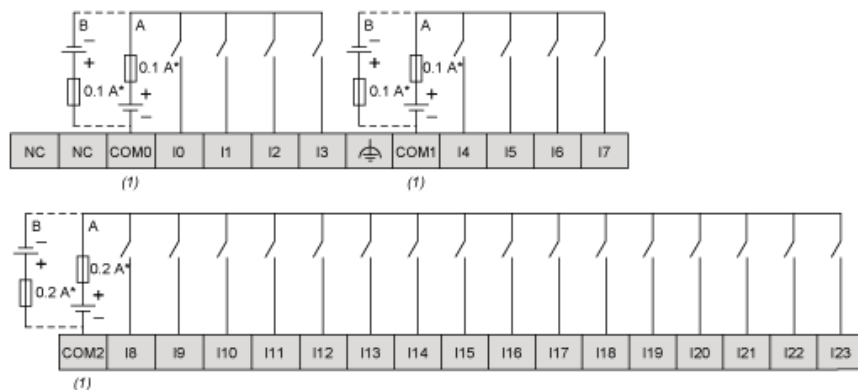 B A B A
− −
+ 0.1 A* + 0.1 A*
0.1 A* + 0.1 A* +
− −
NC NC COM0 I0 I1 I2 I3 COM1 I4 I5 I6 I7
(1) (1)
B A
−
+ 0.2 A*
0.2 A* +
−
COM2 I8 I9 I10 I11 I12 I13 I14 I15 I16 I17 I18 I19 I20 I21 I22 I23
(1)